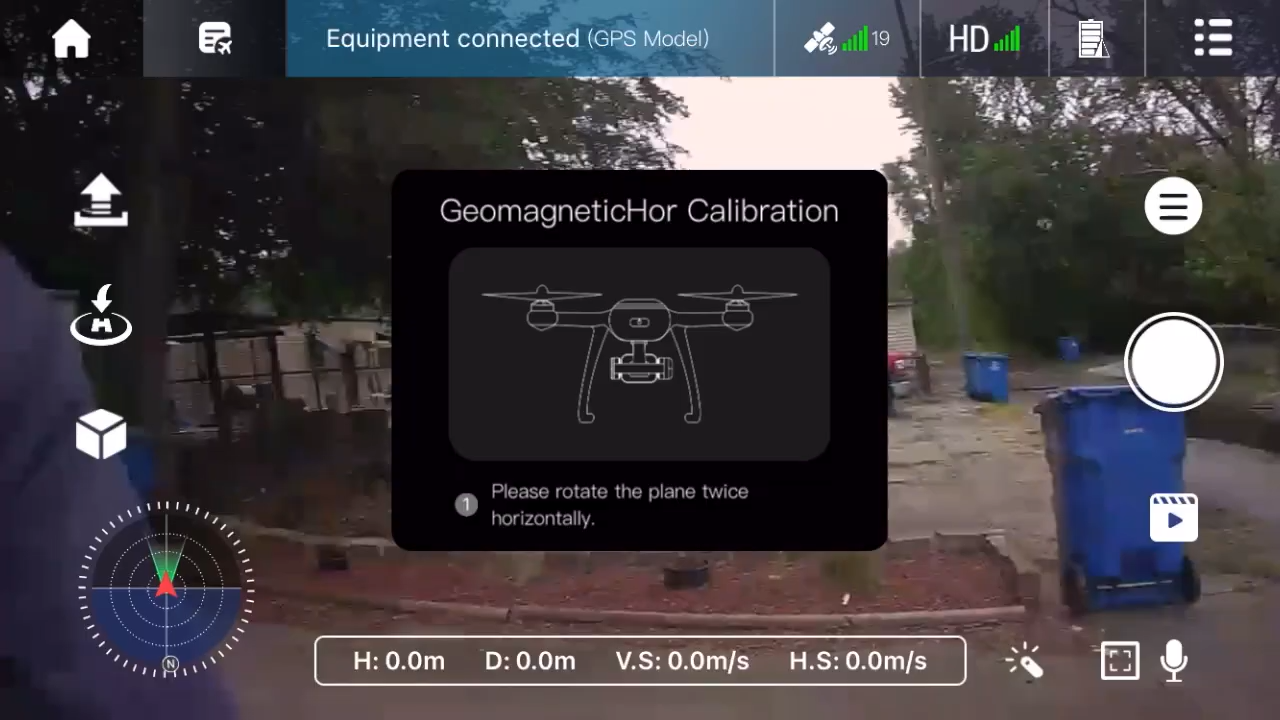 Equipment connected (GPS Model)
19
HD
GeomagneticHor Calibration
1 Please rotate the plane twice
horizontally.
N
H: 0.0m D: 0.0m V.S: 0.0m/s H.S: 0.0m/s